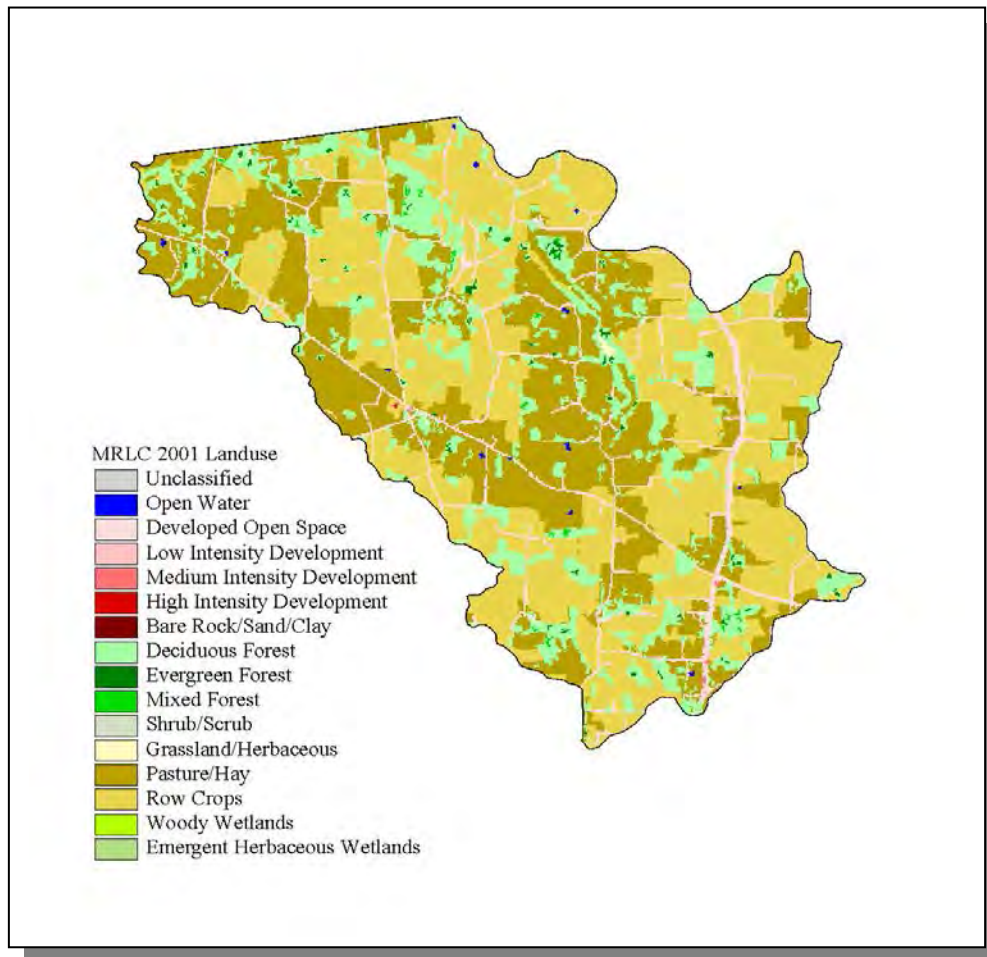 MRLC 2001 Landuse
Unclassified
Open Water
Developed Open Space
Low Intensity Development
Medium Intensity Development
High Intensity Development
Bare Rock/Sand/Clay
Deciduous Forest
Evergreen Forest
Mixed Forest
Shrub/Scrub
Grassland/Herbaceous
Pasture/Hay
Row Crops
Woody Wetlands
Emergent Herbaceous Wetlands